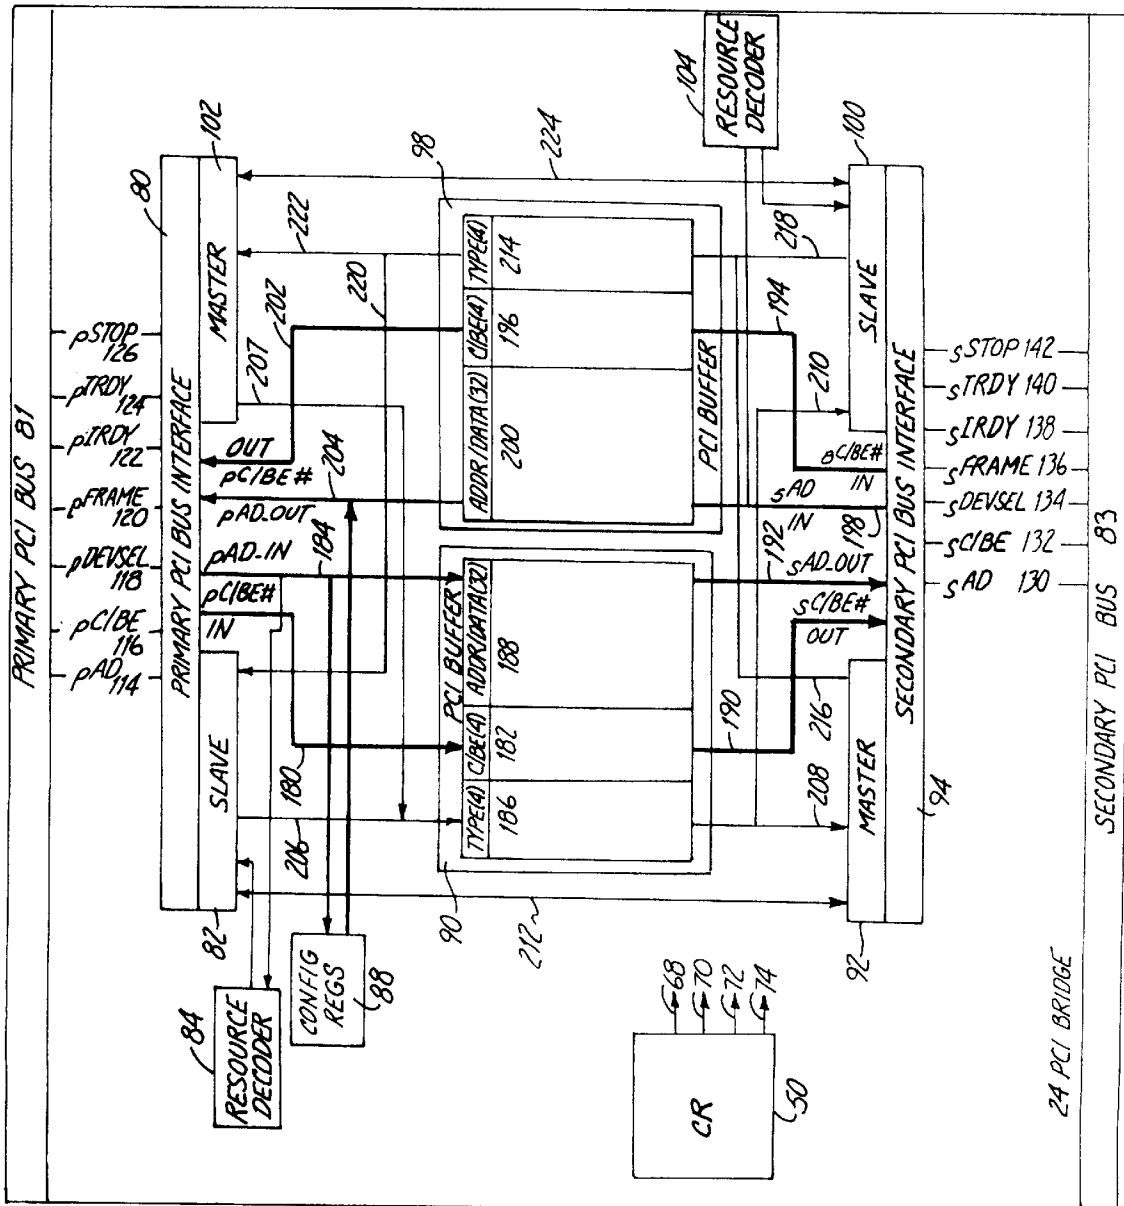 PRIMARY PCI BUS 81
pSTOP
126
pTRDY
124
pIRDY
122
pFRAME
120
pDEVSEL
118
pC/BE
116
pAD
114
80
PRIMARY PCI BUS INTERFACE
102
MASTER
SLAVE
82
84
RESOURCE
DECODER
CONFIG
REGS
88
104
RESOURCE
DECODER
OUT
pC/BE#
204
pAD_OUT
pAD-IN
184
pC/BE#
IN
180
206
207
202
220
222
224
98
TYPE(4)
214
C/BE(4)
196
ADDR/DATA(32)
200
PCI BUFFER
90
PCI BUFFER
ADDR/DATA(32)
188
C/BE(4)
182
TYPE(4)
186
212
218
194
210
sC/BE#
IN
sAD
IN
198
192
sAD_OUT
sC/BE#
OUT
190
216
208
100
SLAVE
MASTER
92
SECONDARY PCI BUS INTERFACE
94
sSTOP 142
sTRDY 140
sIRDY 138
sFRAME 136
sDEVSEL 134
sC/BE 132
sAD 130
SECONDARY PCI BUS 83
CR
50
68
70
72
74
24 PCI BRIDGE